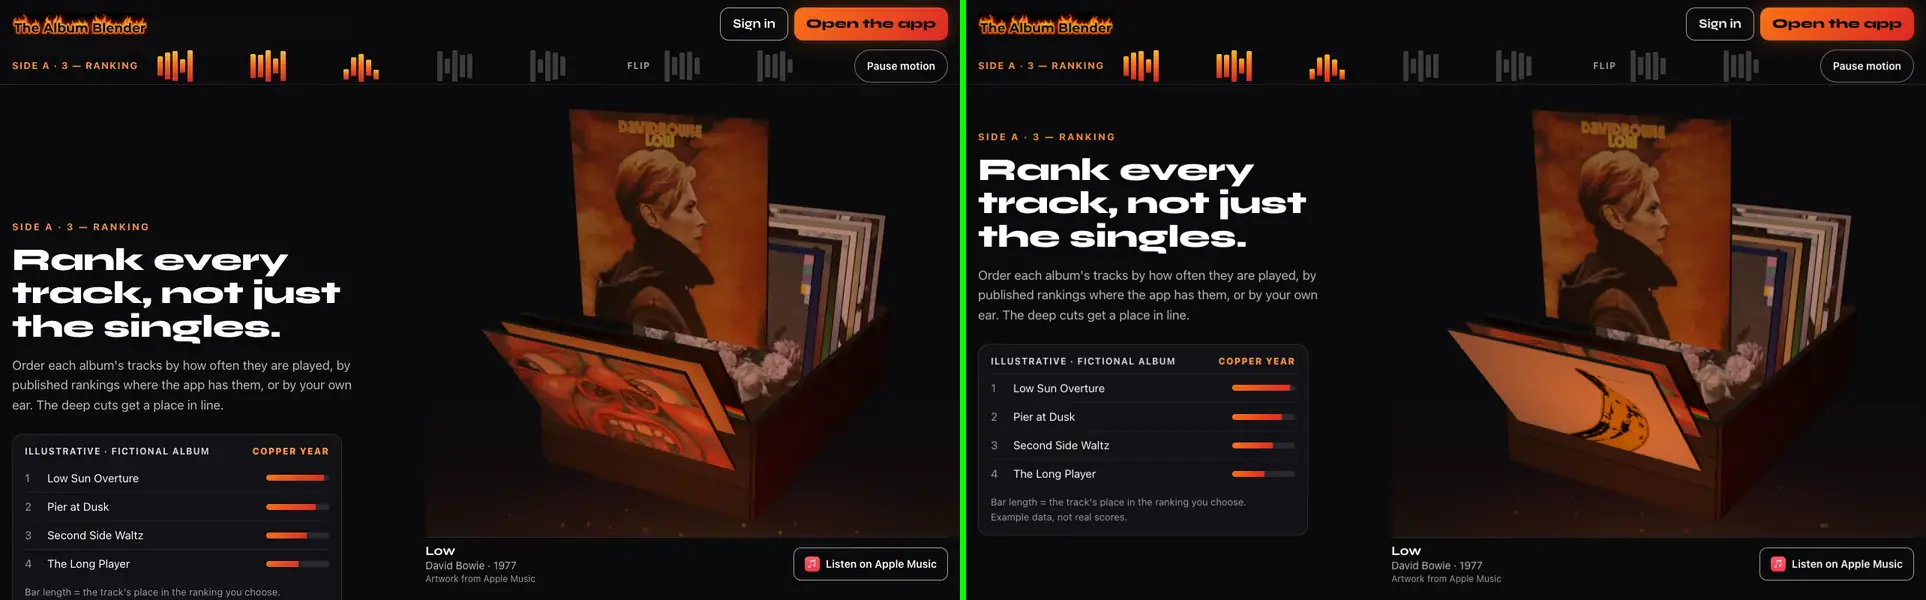 The Album Blender
Sign in
Open the app
SIDE A · 3 — RANKING
FLIP
Pause motion
SIDE A · 3 — RANKING
Rank every
track, not just
the singles.
Order each album's tracks by how often they are played, by
published rankings where the app has them, or by your own
ear. The deep cuts get a place in line.
ILLUSTRATIVE · FICTIONAL ALBUM
COPPER YEAR
1 Low Sun Overture
2 Pier at Dusk
3 Second Side Waltz
4 The Long Player
Bar length = the track's place in the ranking you choose.
DAVID BOWIE
LOW
Low
David Bowie · 1977
Artwork from Apple Music
Listen on Apple Music
The Album Blender
Sign in
Open the app
SIDE A · 3 — RANKING
FLIP
Pause motion
SIDE A · 3 — RANKING
Rank every
track, not just
the singles.
Order each album's tracks by how often they are played, by
published rankings where the app has them, or by your own
ear. The deep cuts get a place in line.
ILLUSTRATIVE · FICTIONAL ALBUM
COPPER YEAR
1 Low Sun Overture
2 Pier at Dusk
3 Second Side Waltz
4 The Long Player
Bar length = the track's place in the ranking you choose.
Example data, not real scores.
DAVID BOWIE
LOW
Low
David Bowie · 1977
Artwork from Apple Music
Listen on Apple Music